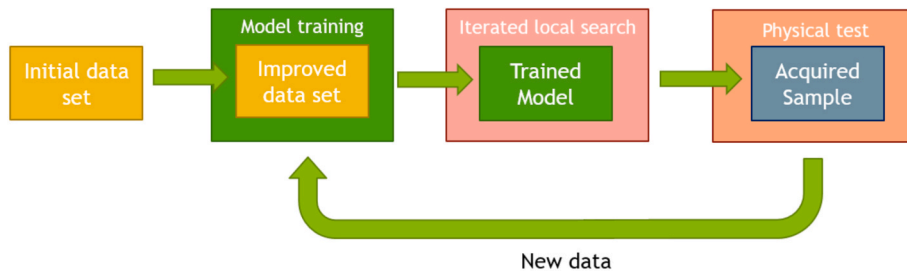 Initial data
set
Model training
Improved
data set
Iterated local search
Trained
Model
Physical test
Acquired
Sample
New data